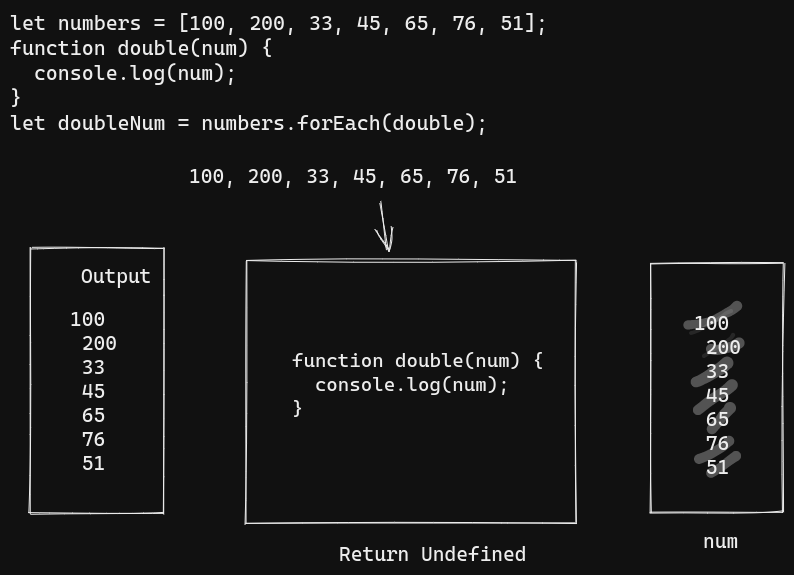 let numbers = [100, 200, 33, 45, 65, 76, 51];
function double(num) {
  console.log(num);
}
let doubleNum = numbers.forEach(double);
100, 200, 33, 45, 65, 76, 51
Output
100
200
33
45
65
76
51
function double(num) {
  console.log(num);
}
Return Undefined
100
200
33
45
65
76
51
num